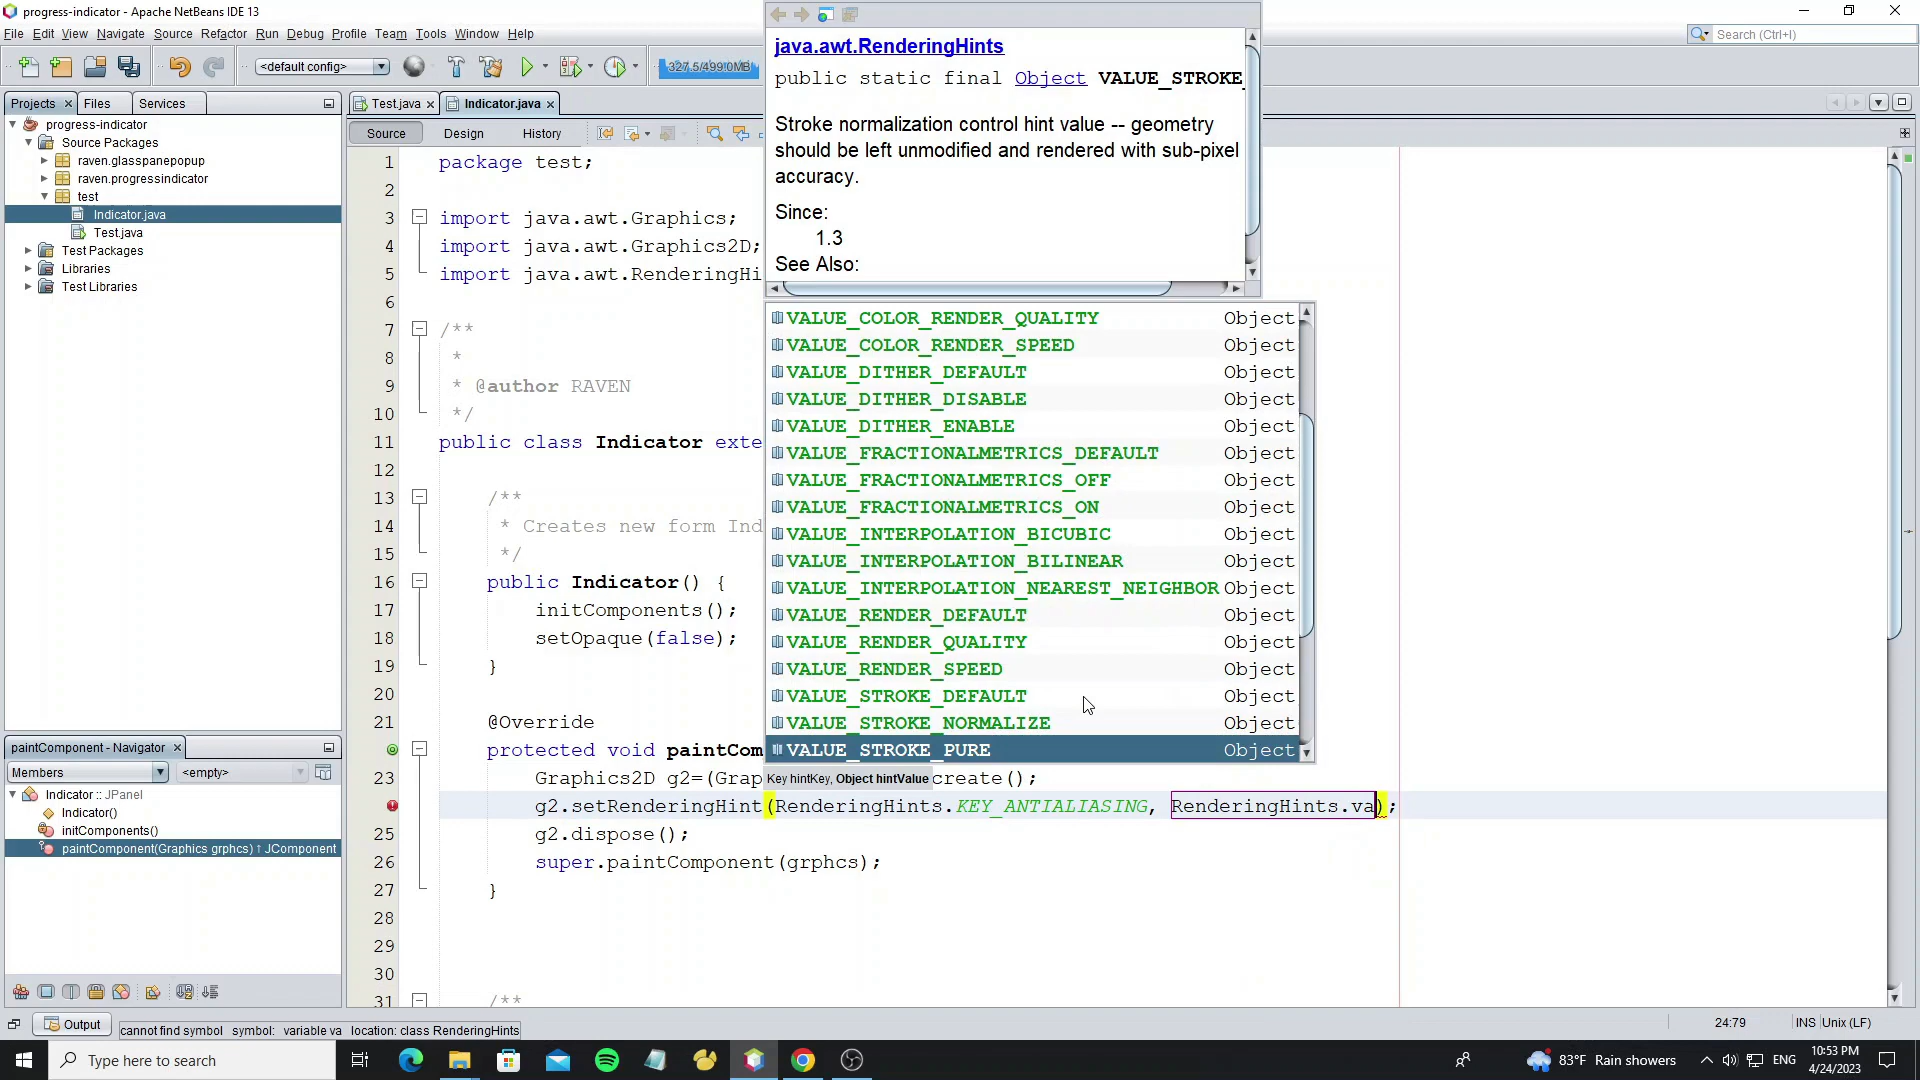 progress-indicator - Apache NetBeans IDE 13
File Edit View Navigate Source Refactor Run Debug Profile Team Tools Window Help
Search (Ctrl+I)
<default config>
327.5/499.0MB
Projects
Files
Services
progress-indicator
Source Packages
raven.glasspanepopup
raven.progressindicator
test
Indicator.java
Test.java
Test Packages
Libraries
Test Libraries
Test.java
Indicator.java
Source
Design
History
java.awt.RenderingHints
public static final Object VALUE_STROKE_
Stroke normalization control hint value -- geometry
should be left unmodified and rendered with sub-pixel
accuracy.
Since:
1.3
See Also:
1 package test;
2
3 import java.awt.Graphics;
4 import java.awt.Graphics2D;
5 import java.awt.RenderingHi
6
7 /**
8 *
9 * @author RAVEN
10 */
11 public class Indicator exte
12
13 /**
14 * Creates new form Ind
15 */
16 public Indicator() {
17 initComponents();
18 setOpaque(false);
19 }
20
21 @Override
protected void paintCom
23 Graphics2D g2=(Grap
create();
g2.setRenderingHint(RenderingHints.KEY_ANTIALIASING, RenderingHints.va);
25 g2.dispose();
26 super.paintComponent(grphcs);
27 }
28
29
30
31 /**
VALUE_COLOR_RENDER_QUALITY Object
VALUE_COLOR_RENDER_SPEED Object
VALUE_DITHER_DEFAULT Object
VALUE_DITHER_DISABLE Object
VALUE_DITHER_ENABLE Object
VALUE_FRACTIONALMETRICS_DEFAULT Object
VALUE_FRACTIONALMETRICS_OFF Object
VALUE_FRACTIONALMETRICS_ON Object
VALUE_INTERPOLATION_BICUBIC Object
VALUE_INTERPOLATION_BILINEAR Object
VALUE_INTERPOLATION_NEAREST_NEIGHBOR Object
VALUE_RENDER_DEFAULT Object
VALUE_RENDER_QUALITY Object
VALUE_RENDER_SPEED Object
VALUE_STROKE_DEFAULT Object
VALUE_STROKE_NORMALIZE Object
VALUE_STROKE_PURE Object
Key hintKey, Object hintValue
paintComponent - Navigator
Members
<empty>
Indicator :: JPanel
Indicator()
initComponents()
paintComponent(Graphics grphcs) ↑ JComponent
Output
cannot find symbol symbol: variable va location: class RenderingHints
24:79
INS
Unix (LF)
Type here to search
83°F Rain showers
ENG
10:53 PM
4/24/2023